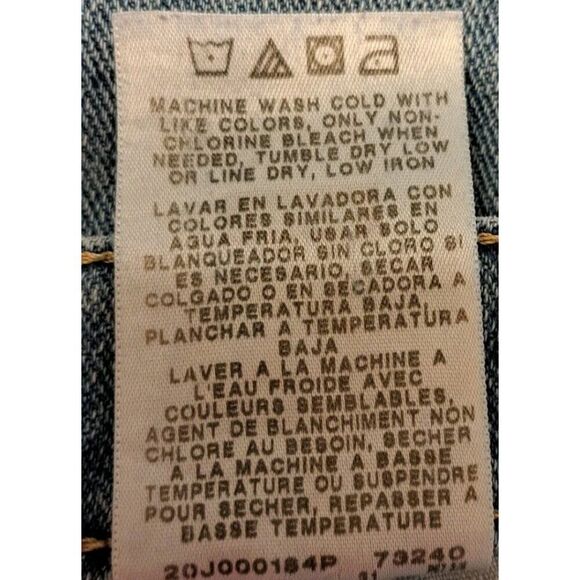 MACHINE WASH COLD WITH
LIKE COLORS, ONLY NON-
CHLORINE BLEACH WHEN
NEEDED, TUMBLE DRY LOW
OR LINE DRY, LOW IRON
LAVAR EN LAVADORA CON
COLORES SIMILARES EN
AGUA FRIA, USAR SOLO
BLANQUEADOR SIN CLORO SI
ES NECESARIO, SECAR
COLGADO O EN SECADORA A
TEMPERATURA BAJA,
PLANCHAR A TEMPERATURA
BAJA
LAVER A LA MACHINE A
L'EAU FROIDE AVEC
COULEURS SEMBLABLES,
AGENT DE BLANCHIMENT NON
CHLORE AU BESOIN, SECHER
A LA MACHINE A BASSE
TEMPERATURE OU SUSPENDRE
POUR SECHER, REPASSER A
BASSE TEMPERATURE
20J000184P 73240